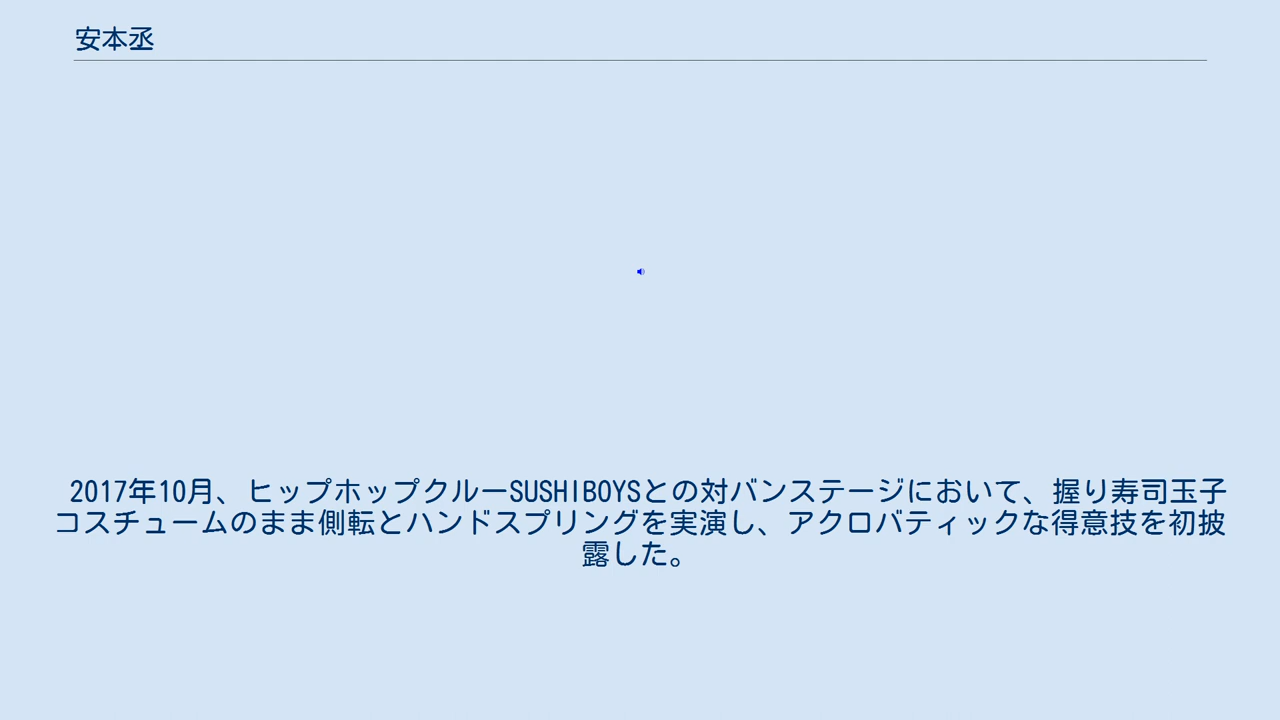 安本丞
2017年10月、ヒップホップクルーSUSHIBOYSとの対バンステージにおいて、握り寿司玉子
コスチュームのまま側転とハンドスプリングを実演し、アクロバティックな得意技を初披
露した。